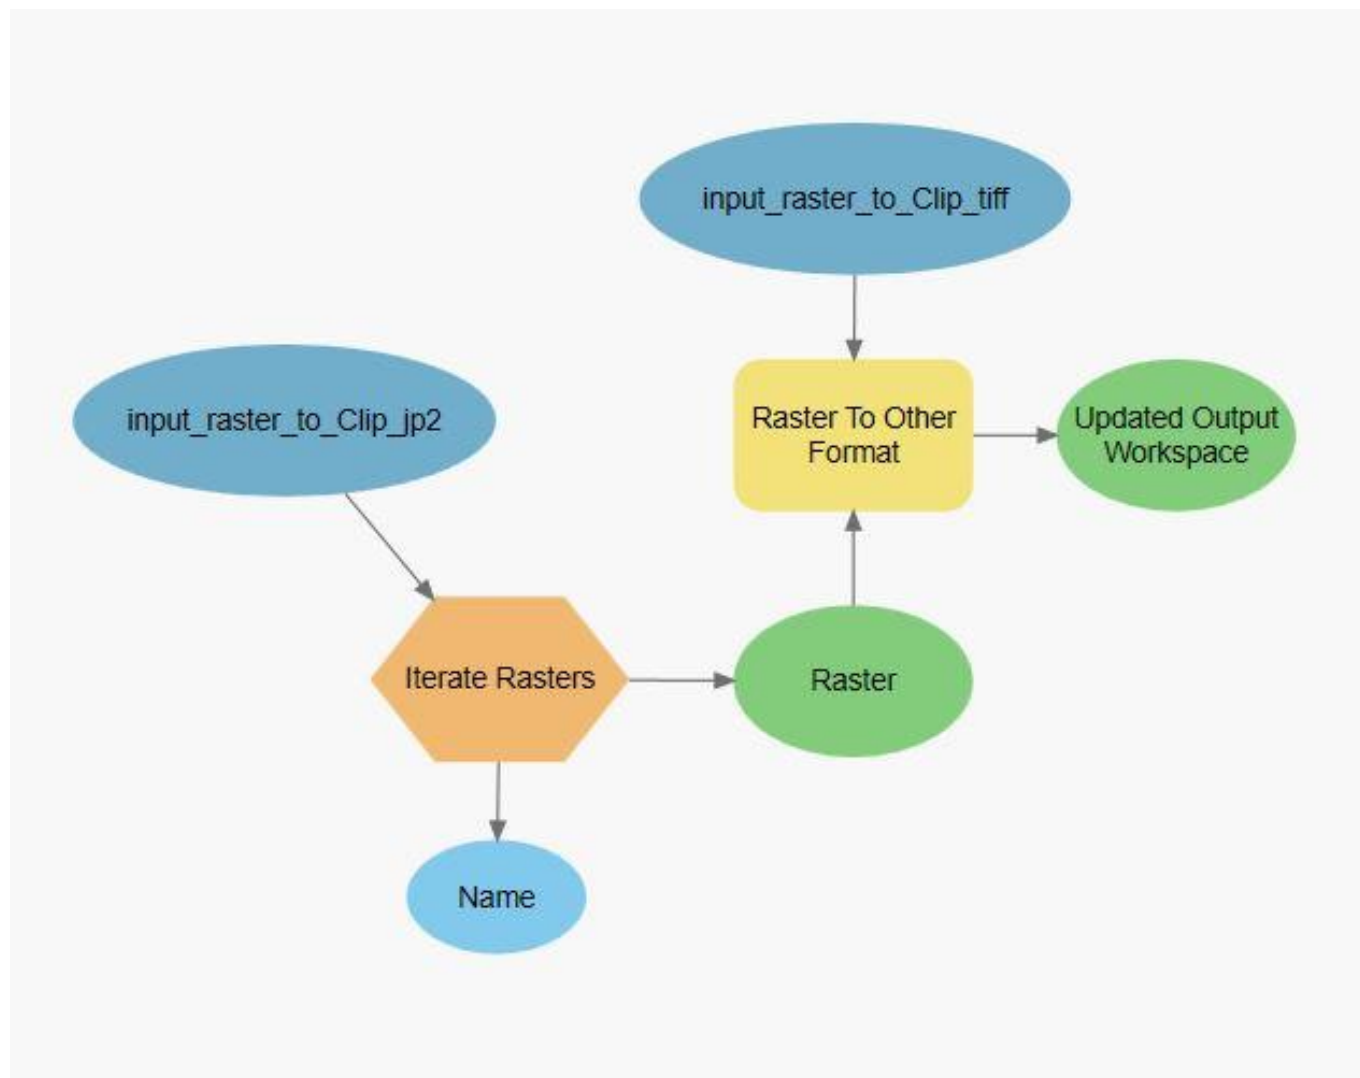 input_raster_to_Clip_tiff
input_raster_to_Clip_jp2
Raster To Other
Format
Updated Output
Workspace
Iterate Rasters
Raster
Name